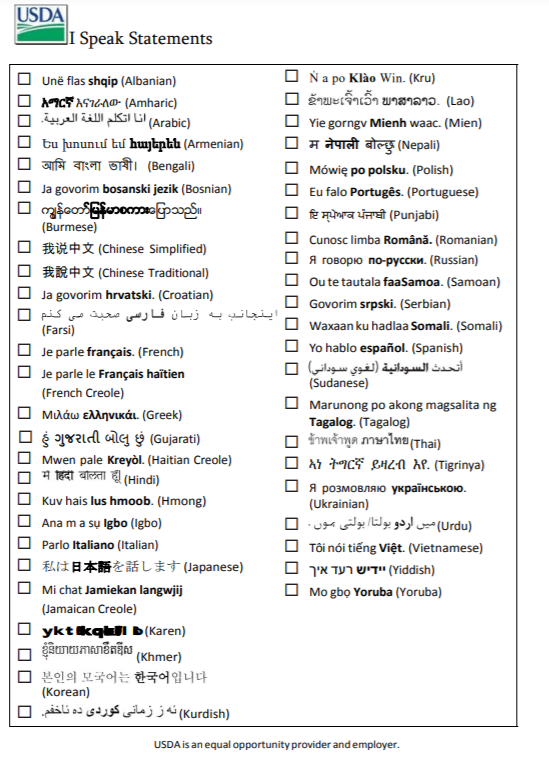 USDA
I Speak Statements
☐ Unë flas shqip (Albanian)
☐ አማርኛ እናገራለው (Amharic)
☐ انا اتكلم اللغة العربية. (Arabic)
☐ Ես խոսում եմ հայերեն (Armenian)
☐ আমি বাংলা ভাষী। (Bengali)
☐ Ja govorim bosanski jezik (Bosnian)
☐ ကျွန်တော်မြန်မာစကားပြောသည်။
(Burmese)
☐ 我说中文 (Chinese Simplified)
☐ 我說中文 (Chinese Traditional)
☐ Ja govorim hrvatski. (Croatian)
☐ اینجانب به زبان فارسی صحبت می کنم
(Farsi)
☐ Je parle français. (French)
☐ Je parle le Français haïtien
(French Creole)
☐ Μιλάω ελληνικάι. (Greek)
☐ હું ગુજરાતી બોલુ છું (Gujarati)
☐ Mwen pale Kreyòl. (Haitian Creole)
☐ मैं हिंदी बोलता हूँ (Hindi)
☐ Kuv hais lus hmoob. (Hmong)
☐ Ana m a sụ Igbo (Igbo)
☐ Parlo Italiano (Italian)
☐ 私は日本語を話します (Japanese)
☐ Mi chat Jamiekan langwjij
(Jamaican Creole)
☐ (Karen)
☐ ខ្ញុំនិយាយភាសាខ្មែរ (Khmer)
☐ 본인의 모국어는 한국어입니다
(Korean)
☐ ئه ز زمانى كوردى ده ناخفم. (Kurdish)
☐ Ṅ a po Klào Win. (Kru)
☐ ຂ້າພະເຈົ້າເວົ້າ ພາສາລາວ. (Lao)
☐ Yie gorngv Mienh waac. (Mien)
☐ म नेपाली बोल्छु (Nepali)
☐ Mówię po polsku. (Polish)
☐ Eu falo Portugês. (Portuguese)
☐ ਇ ਸ੍ਪੇਆਕ ਪੰਜਾਬੀ (Punjabi)
☐ Cunosc limba Română. (Romanian)
☐ Я говорю по-русски. (Russian)
☐ Ou te tautala faaSamoa. (Samoan)
☐ Govorim srpski. (Serbian)
☐ Waxaan ku hadlaa Somali. (Somali)
☐ Yo hablo español. (Spanish)
☐ أتحدث السودانية (لغوي سوداني)
(Sudanese)
☐ Marunong po akong magsalita ng
Tagalog. (Tagalog)
☐ ข้าพเจ้าพูด ภาษาไทย (Thai)
☐ ኣነ ትግርኛ ይዛረብ እየ. (Tigrinya)
☐ Я розмовляю українською.
(Ukrainian)
☐ میں اردو بولتا/ بولتی ہوں ۔ (Urdu)
☐ Tôi nói tiếng Việt. (Vietnamese)
☐ איך רעד יידיש (Yiddish)
☐ Mo gbọ Yoruba (Yoruba)
USDA is an equal opportunity provider and employer.